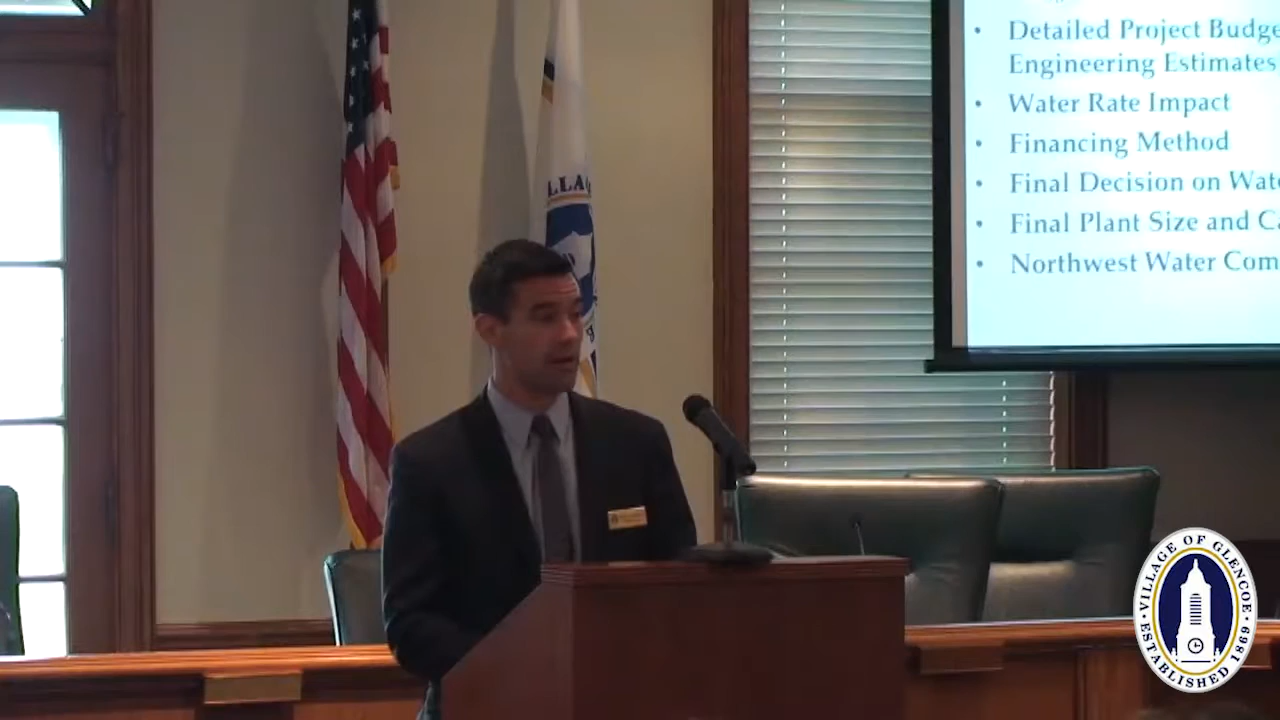 Detailed Project Budge
Engineering Estimates
Water Rate Impact
Financing Method
Final Decision on Wate
Final Plant Size and Ca
Northwest Water Com
LLAG
VILLAGE OF GLENCOE
ESTABLISHED 1869